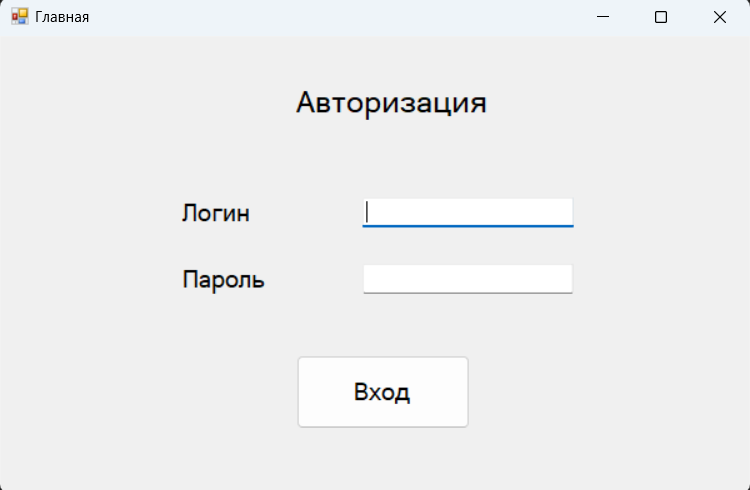 Главная
Авторизация
Логин
Пароль
Вход